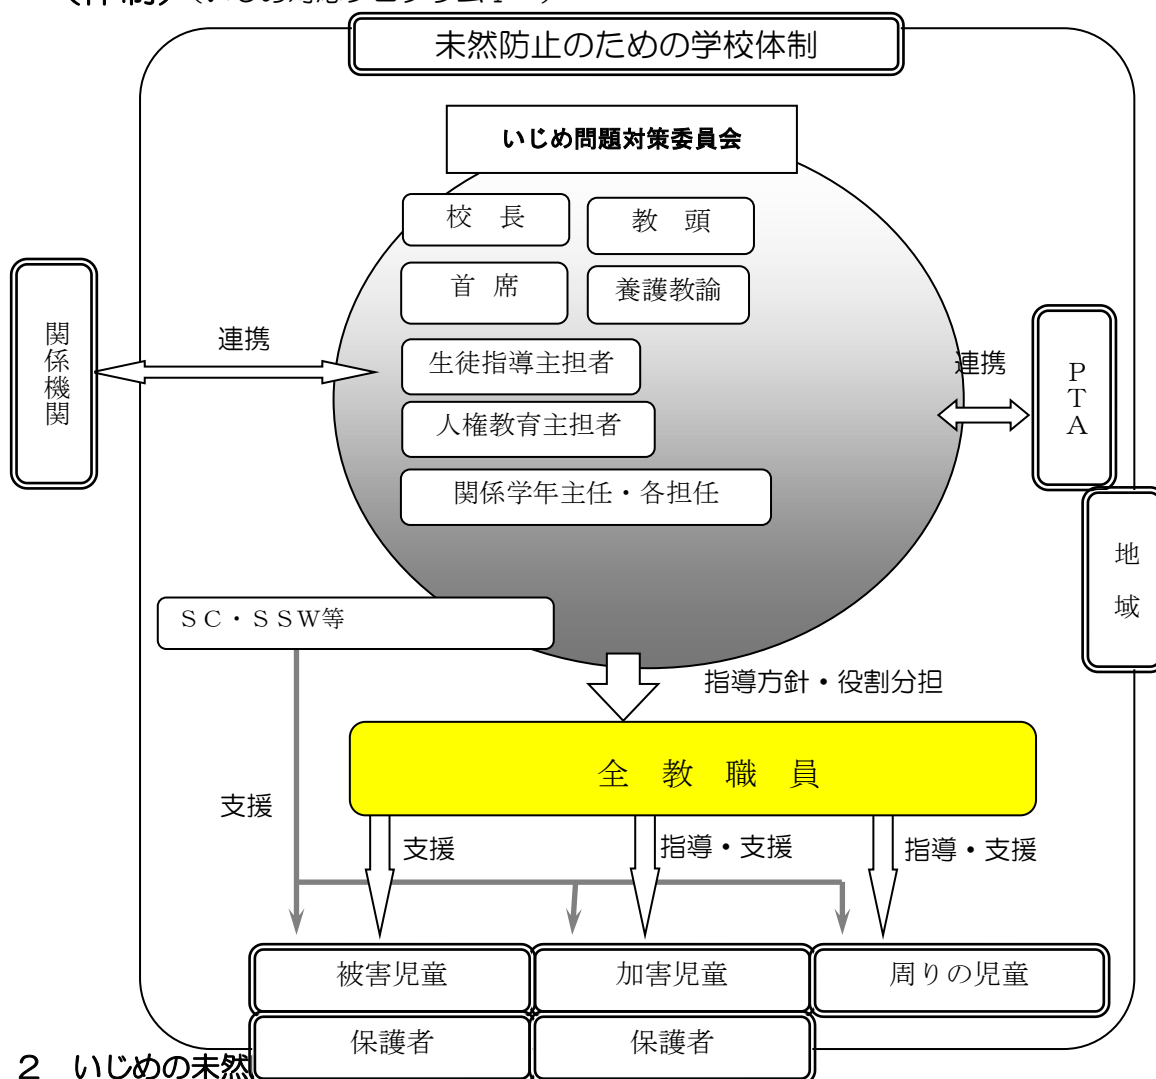 未然防止のための学校体制
いじめ問題対策委員会
校　長
教　頭
首 席
養護教諭
生徒指導主担者
人権教育主担者
関係学年主任・各担任
関係機関
連携
連携
ＰＴＡ
地域
ＳＣ・ＳＳＷ等
指導方針・役割分担
全　教　職　員
支援
支援
指導・支援
指導・支援
被害児童
加害児童
周りの児童
保護者
保護者
２　いじめの未然